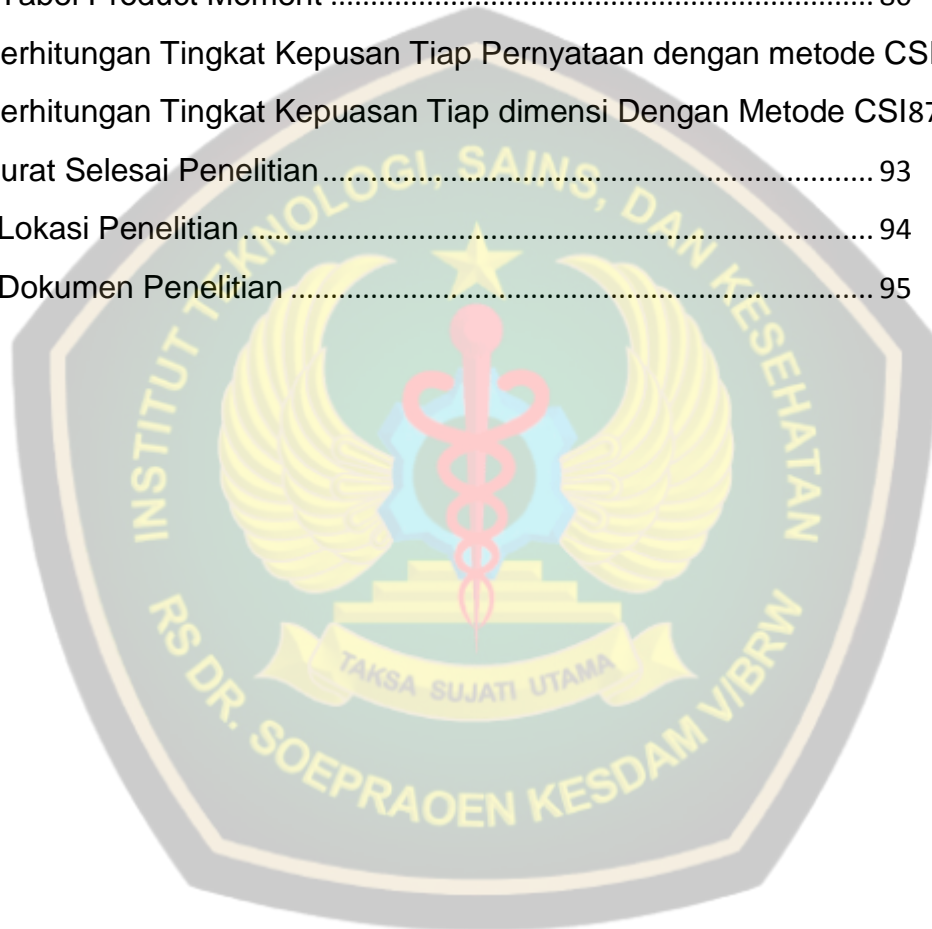 Tabel Product Moment ........................................................................ 86
erhitungan Tingkat Kepusan Tiap Pernyataan dengan metode CSI
erhitungan Tingkat Kepuasan Tiap dimensi Dengan Metode CSI87
urat Selesai Penelitian ........................................................................ 93
Lokasi Penelitian ........................................................................ 94
Dokumen Penelitian ........................................................................ 95
INSTITUT TEKNOLOGI, SAINS, DAN KESEHATAN
TAKSA SUJATI UTAMA
RS DR. SOEPRAOEN KESDAM V/BRW